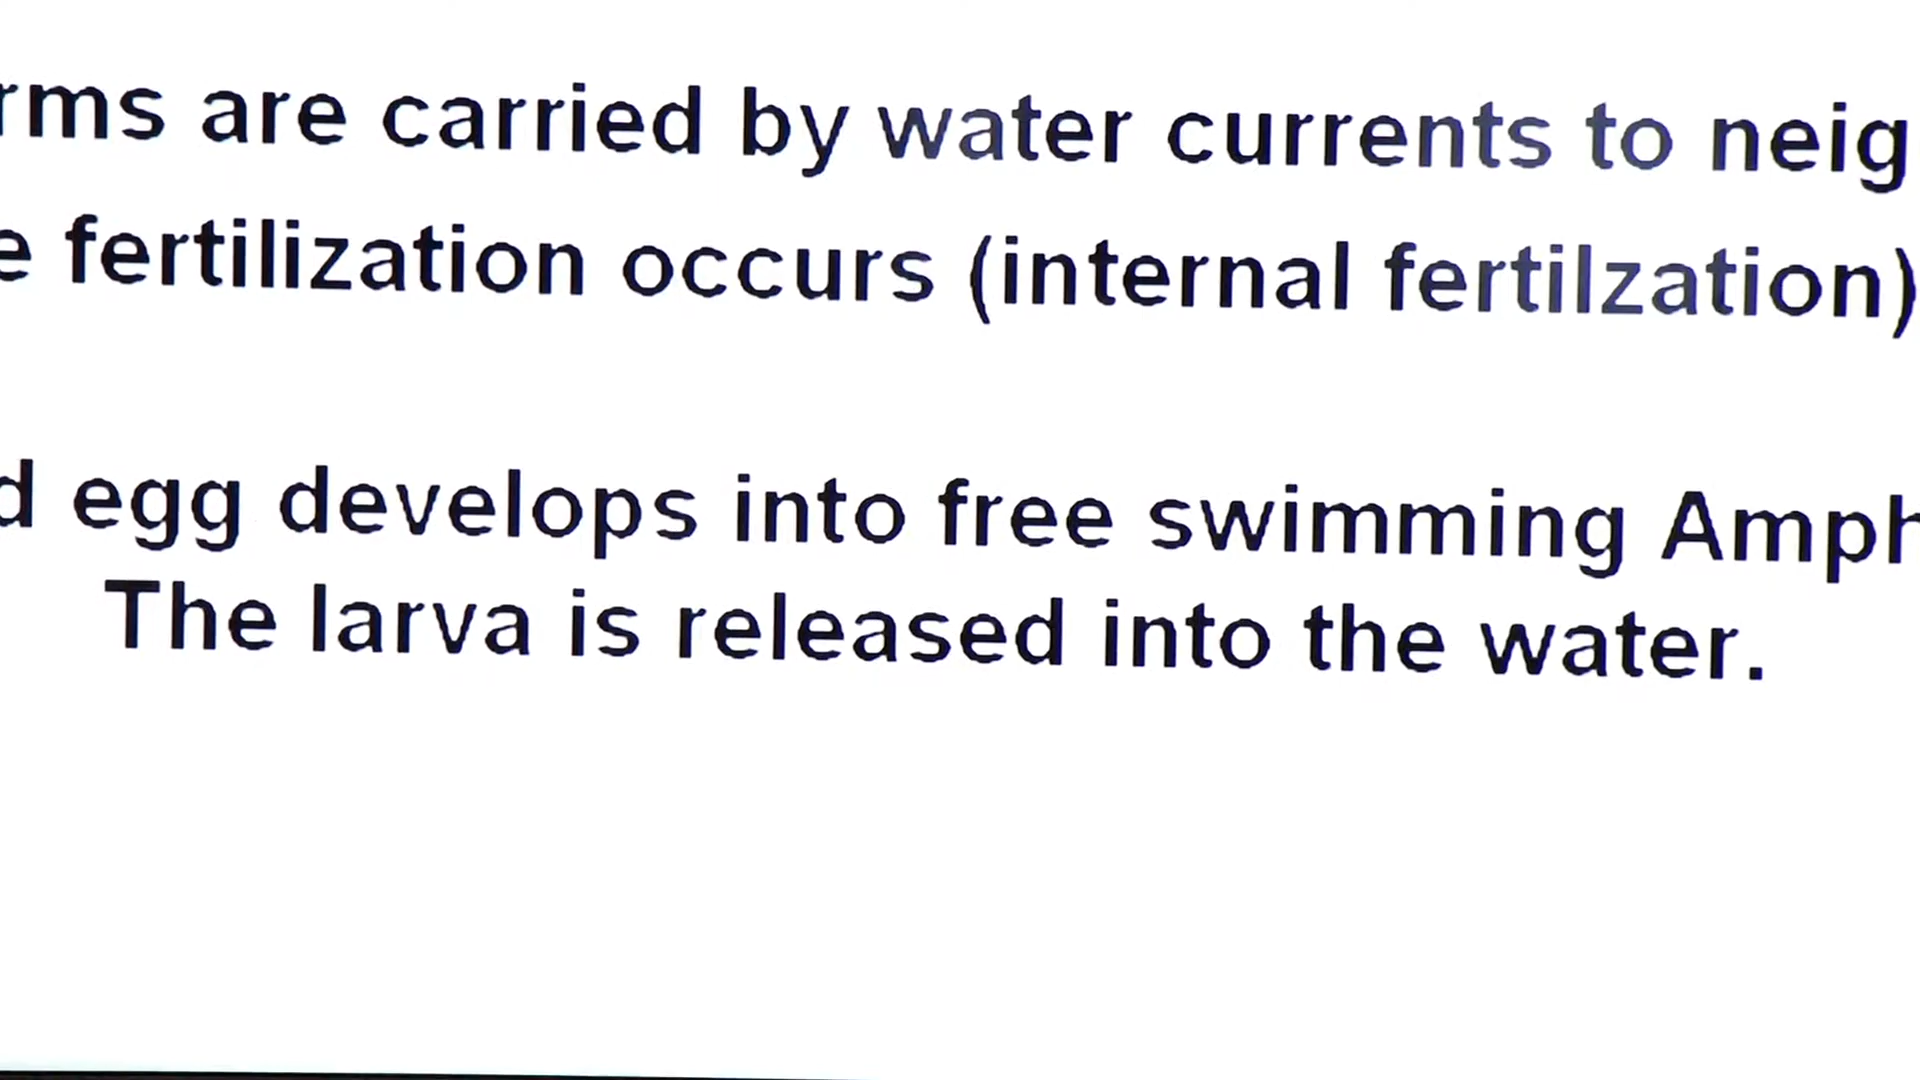 rms are carried by water currents to neig
e fertilization occurs (internal fertilzation)
d egg develops into free swimming Amph
The larva is released into the water.